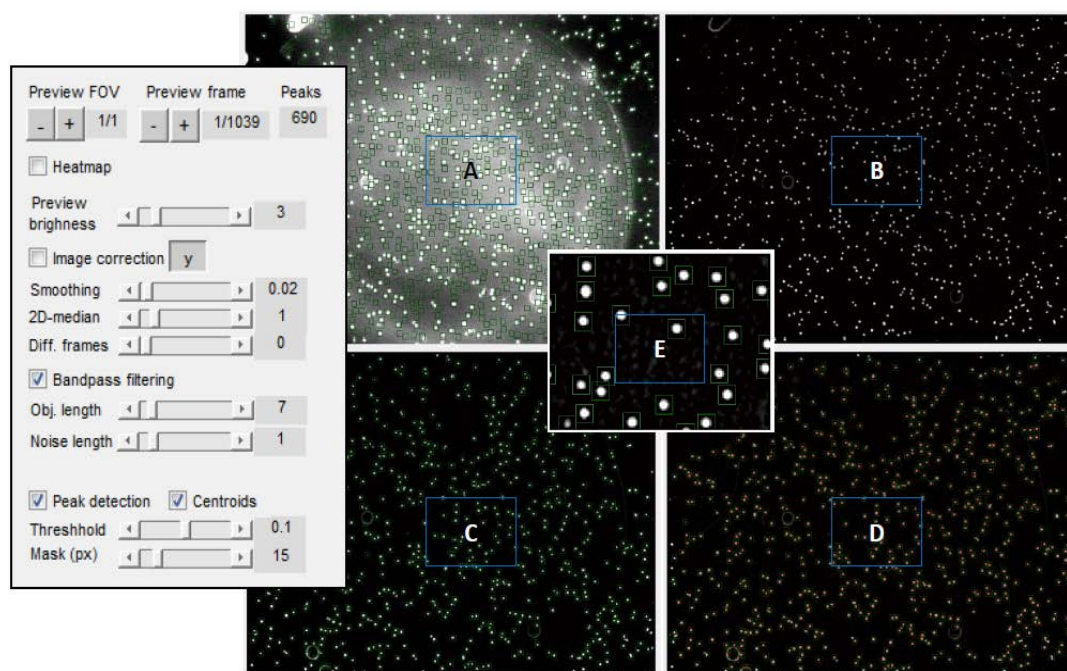 Preview FOV Preview frame Peaks
- + 1/1 - + 1/1039 690
Heatmap
Preview
brighness 3
Image correction y
Smoothing 0.02
2D-median 1
Diff. frames 0
Bandpass filtering
Obj. length 7
Noise length 1
Peak detection Centroids
Threshhold 0.1
Mask (px) 15
A
B
E
C
D